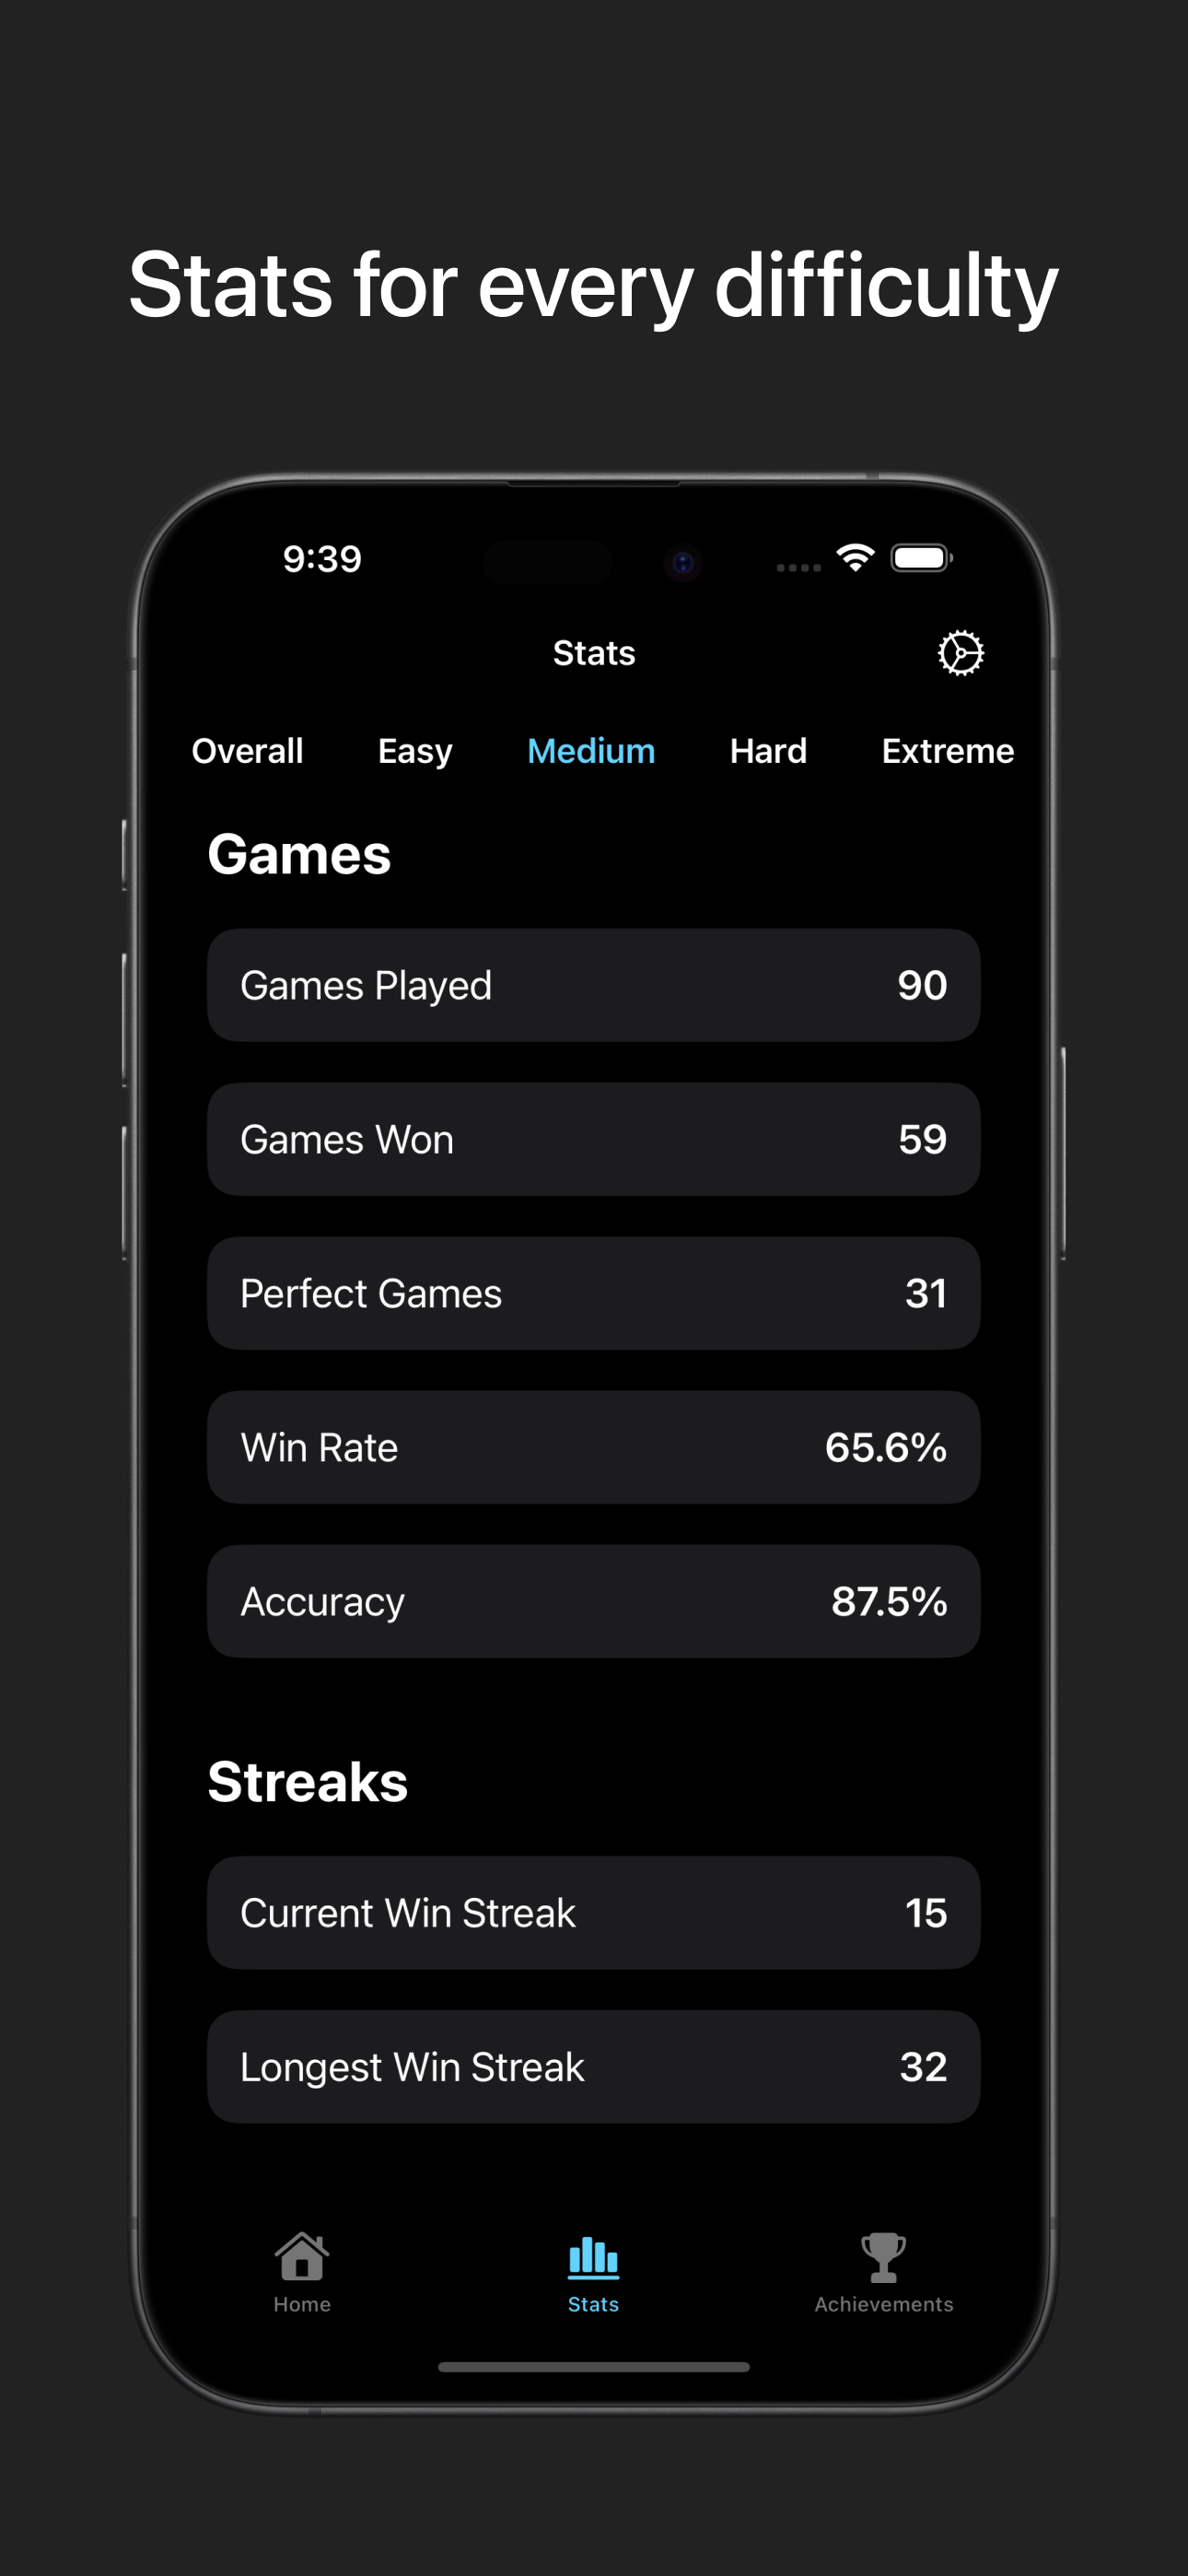 Stats for every difficulty
9:39
Stats
Overall Easy Medium Hard Extreme
Games
Games Played 90
Games Won 59
Perfect Games 31
Win Rate 65.6%
Accuracy 87.5%
Streaks
Current Win Streak 15
Longest Win Streak 32
Home Stats Achievements